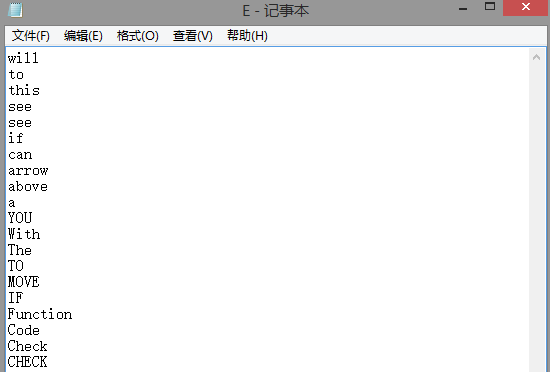 E - 记事本
文件(F) 编辑(E) 格式(O) 查看(V) 帮助(H)
will
to
this
see
see
if
can
arrow
above
a
YOU
With
The
TO
MOVE
IF
Function
Code
Check
CHECK